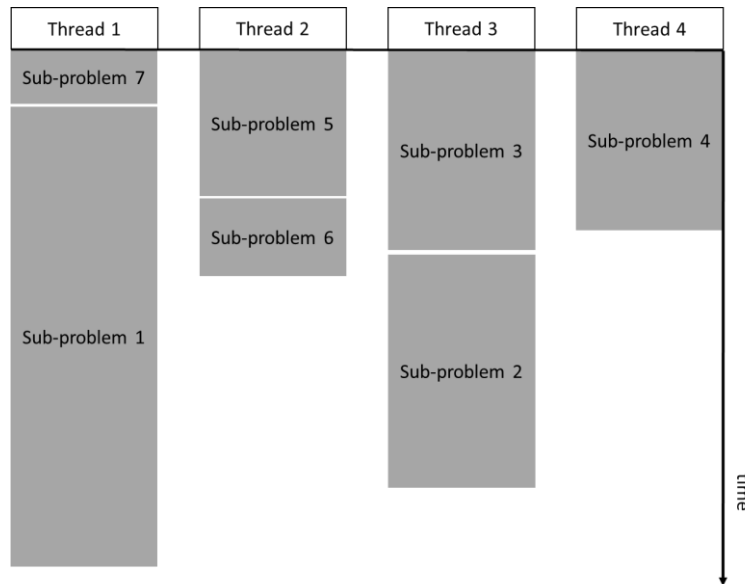 Thread 1
Thread 2
Thread 3
Thread 4
Sub-problem 7
Sub-problem 1
Sub-problem 5
Sub-problem 6
Sub-problem 3
Sub-problem 2
Sub-problem 4
time